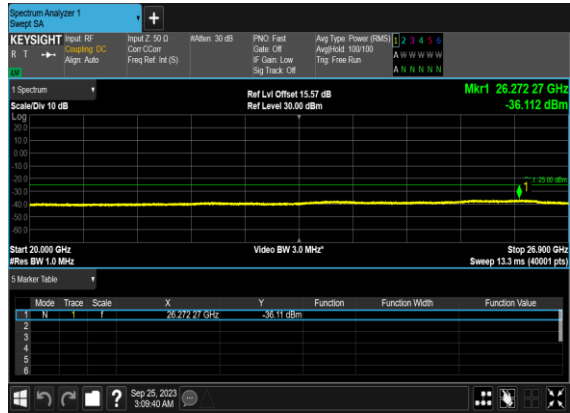 Spectrum Analyzer 1
Swept SA
+
KEYSIGHT Input: RF Input Z: 50 Ω #Atten: 30 dB PNO: Fast Avg Type: Power (RMS) 1 2 3 4 5 6
R T Coupling: DC Corr CCorr Gate: Off Avg|Hold: 100/100 A W W W W W
Align: Auto Freq Ref: Int (S) IF Gain: Low Trig: Free Run
Sig Track: Off A N N N N N
1 Spectrum
Ref Lvl Offset 15.57 dB Mkr1 26.272 27 GHz
Scale/Div 10 dB Ref Level 30.00 dBm -36.112 dBm
Log
20.0
10.0
0.00
-10.0
-20.0
-25.00 dBm
1
-30.0
-40.0
-50.0
-60.0
Start 20.000 GHz Video BW 3.0 MHz* Stop 26.900 GHz
#Res BW 1.0 MHz Sweep 13.3 ms (40001 pts)
5 Marker Table
Mode Trace Scale X Y Function Function Width Function Value
1 N 1 f 26.272 27 GHz -36.11 dBm
2
3
4
5
6
? Sep 25, 2023
3:09:40 AM